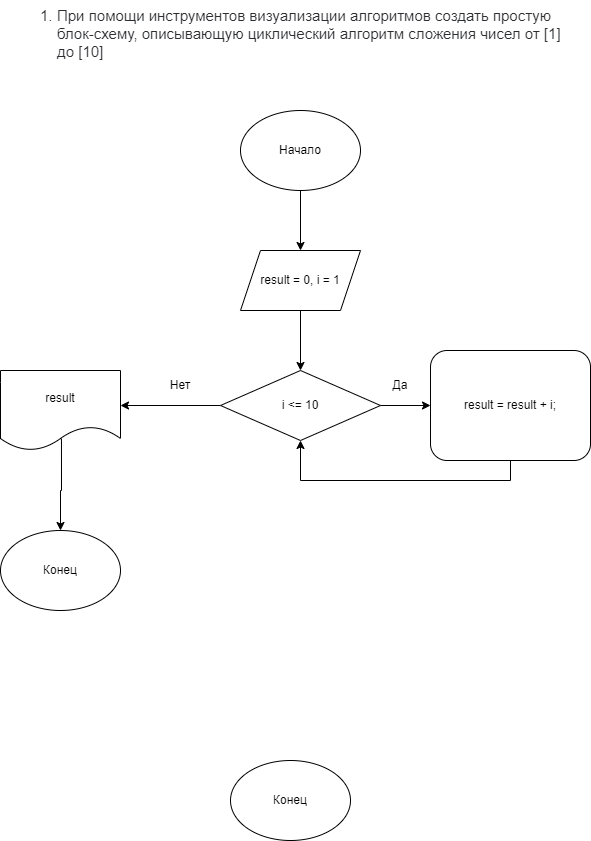 1. При помощи инструментов визуализации алгоритмов создать простую
блок-схему, описывающую циклический алгоритм сложения чисел от [1]
до [10]
Начало
result = 0, i = 1
Нет
Да
result
i <= 10
result = result + i;
Конец
Конец